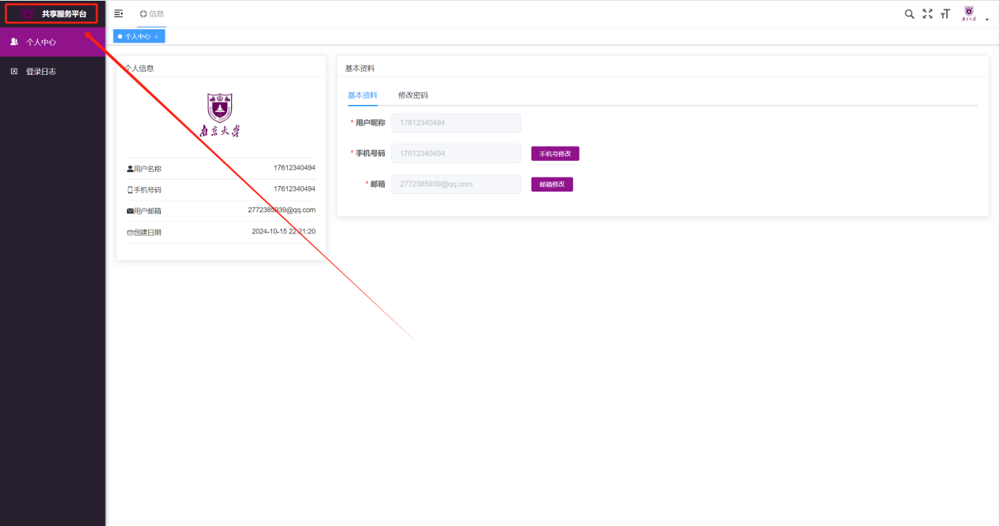 共享服务平台
信息
个人中心 ×
个人中心
登录日志
个人信息
南京大学
用户名称 17612340494
手机号码 17612340494
用户邮箱 2772385939@qq.com
创建日期 2024-10-15 22:21:20
基本资料
基本资料 修改密码
* 用户昵称 17612340494
* 手机号码 17612340494 手机号修改
* 邮箱 2772385939@qq.com 邮箱修改